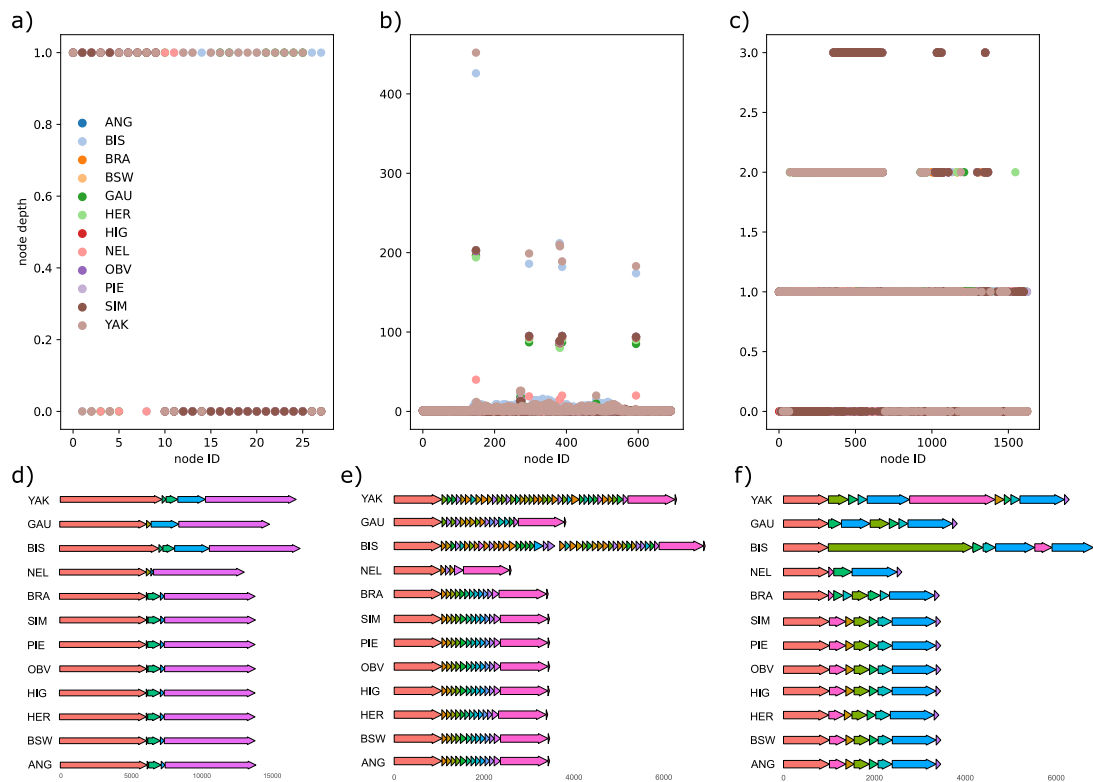 a)
b)
c)
1.0
0.8
0.6
0.4
0.2
0.0
node depth
0
5
10
15
20
25
node ID
ANG
BIS
BRA
BSW
GAU
HER
HIG
NEL
OBV
PIE
SIM
YAK
400
300
200
100
0
0
200
400
600
node ID
3.0
2.5
2.0
1.5
1.0
0.5
0.0
0
500
1000
1500
node ID
d)
e)
f)
YAK
GAU
BIS
NEL
BRA
SIM
PIE
OBV
HIG
HER
BSW
ANG
0
5000
10000
15000
YAK
GAU
BIS
NEL
BRA
SIM
PIE
OBV
HIG
HER
BSW
ANG
0
2000
4000
6000
YAK
GAU
BIS
NEL
BRA
SIM
PIE
OBV
HIG
HER
BSW
ANG
0
2000
4000
6000